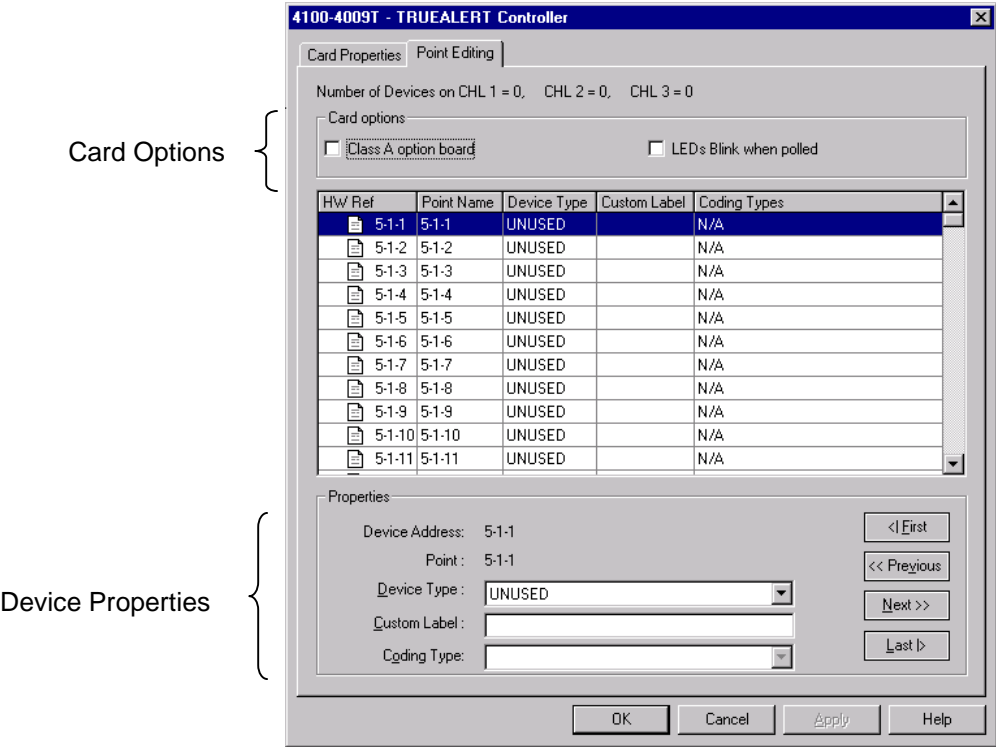 4100-4009T - TRUEALERT Controller
Card Properties Point Editing
Number of Devices on CHL 1 = 0, CHL 2 = 0, CHL 3 = 0
Card Options
Card options
Class A option board LEDs Blink when polled
HW Ref Point Name Device Type Custom Label Coding Types
5-1-1 5-1-1 UNUSED N/A
5-1-2 5-1-2 UNUSED N/A
5-1-3 5-1-3 UNUSED N/A
5-1-4 5-1-4 UNUSED N/A
5-1-5 5-1-5 UNUSED N/A
5-1-6 5-1-6 UNUSED N/A
5-1-7 5-1-7 UNUSED N/A
5-1-8 5-1-8 UNUSED N/A
5-1-9 5-1-9 UNUSED N/A
5-1-10 5-1-10 UNUSED N/A
5-1-11 5-1-11 UNUSED N/A
Device Properties
Properties
Device Address: 5-1-1
Point : 5-1-1
Device Type : UNUSED
Custom Label :
Coding Type:
<| First
<< Previous
Next >>
Last |>
OK Cancel Apply Help